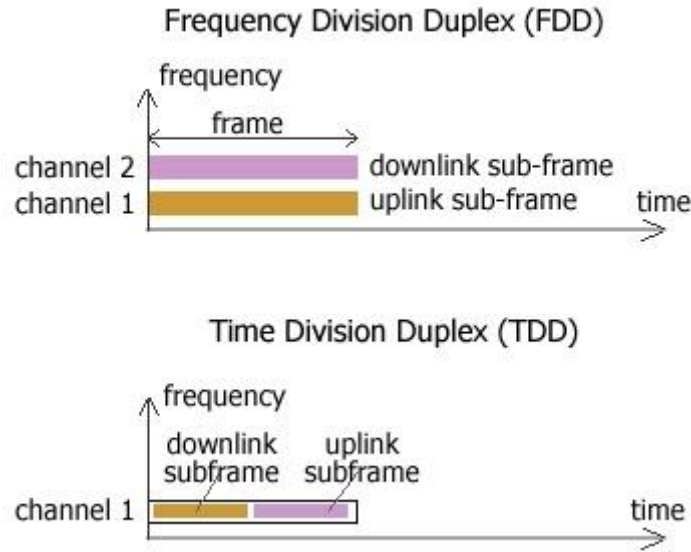 Frequency Division Duplex (FDD)
frequency
frame
channel 2
downlink sub-frame
channel 1
uplink sub-frame
time
Time Division Duplex (TDD)
frequency
downlink
subframe
uplink
subframe
channel 1
time